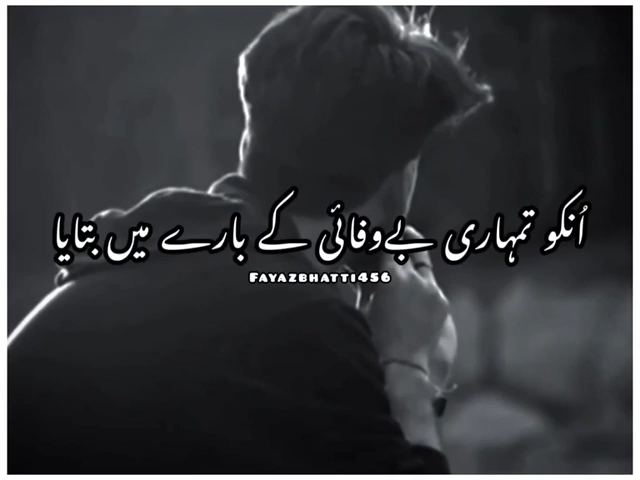 اُنکو تمہاری بےوفائی کے بارے میں بتایا
Fayazbhatti456